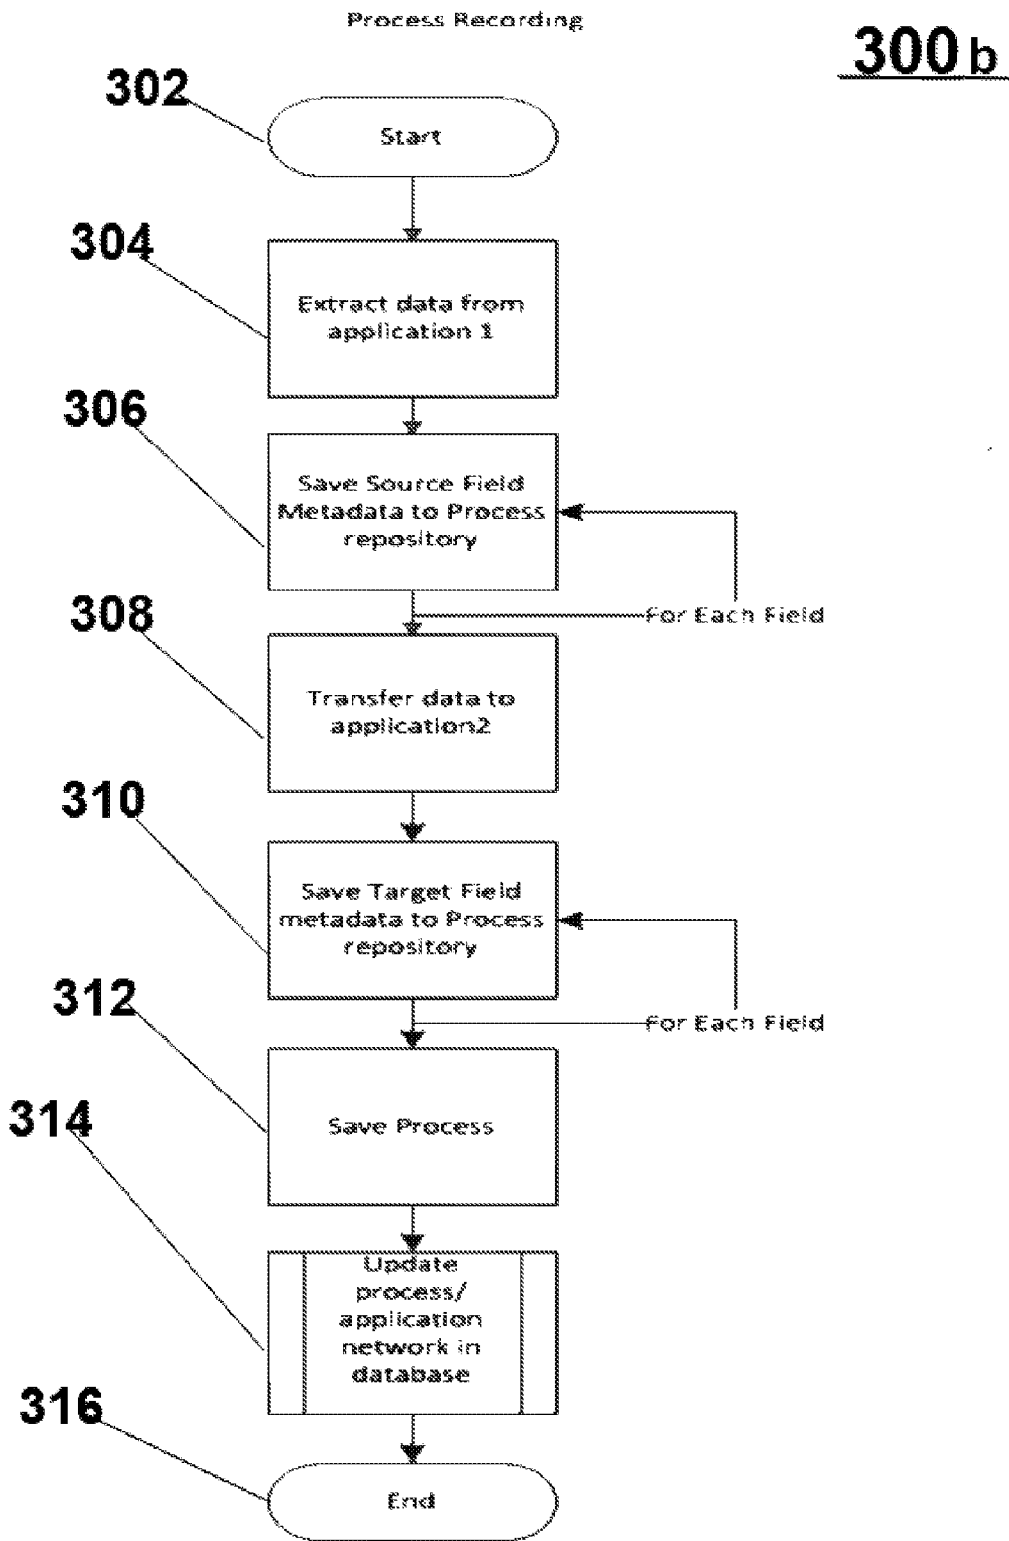 Process Recording
300 b
302
Start
304
Extract data from
application 1
306
Save Source Field
Metadata to Process
repository
For Each Field
308
Transfer data to
application2
310
Save Target Field
metadata to Process
repository
For Each Field
312
Save Process
314
Update
process/
application
network in
database
316
End